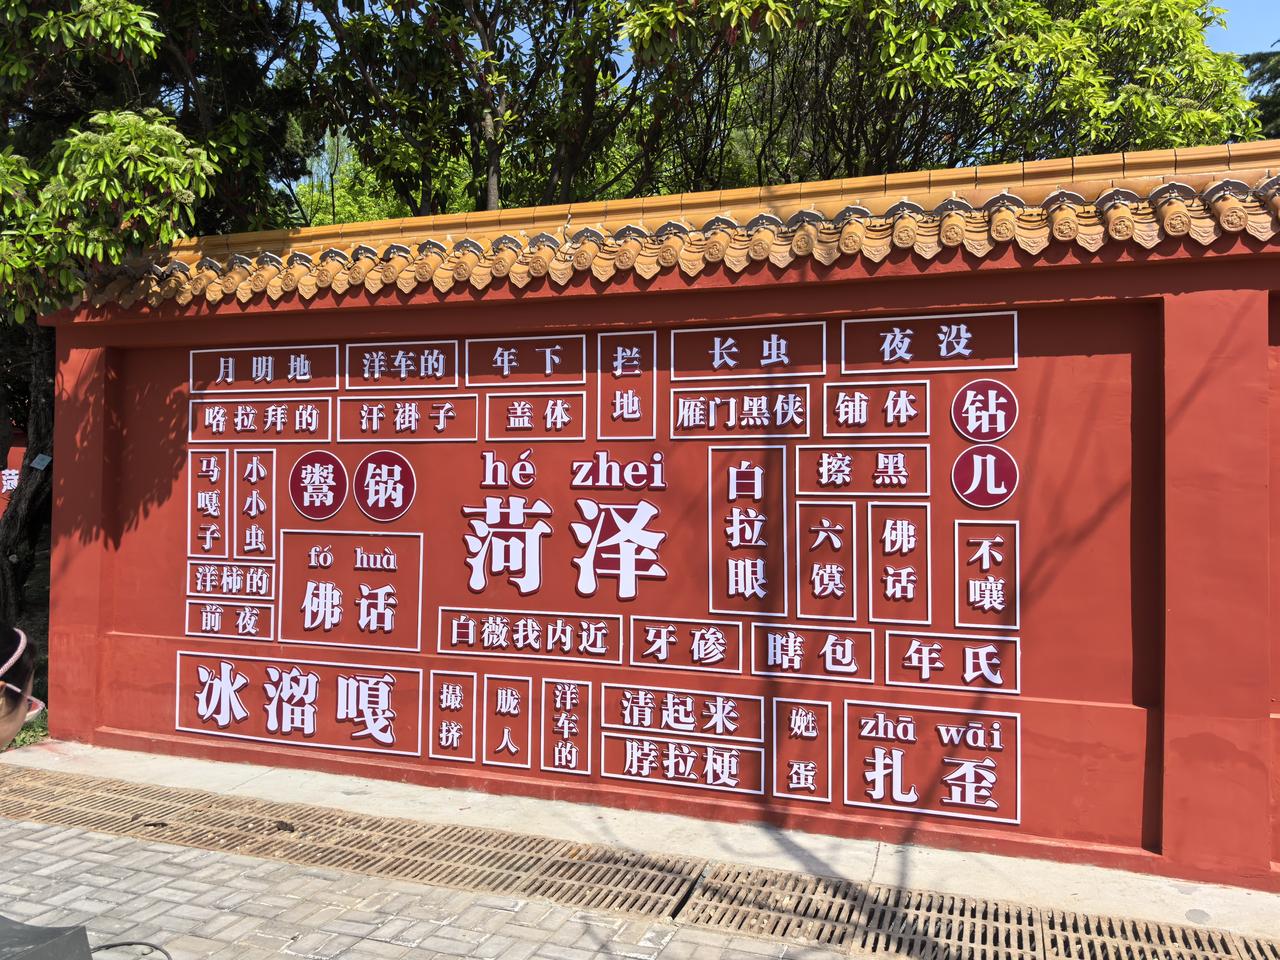 月明地
洋车的
年下
拦地
长虫
夜没
喀拉拜的
汗褂子
盖体
雁门黑侠
铺体
钻儿
马嘎子
小小虫
鬻锅
hé zhei
菏泽
白拉眼
擦黑
六馍
佛话
不嚷
洋柿的
前夜
fó huà
佛话
白薇我内近
牙碜
瞎包
年氏
冰溜嘎
撮挤
胧人
洋车的
清起来
脖拉梗
zhā wāi
扎歪